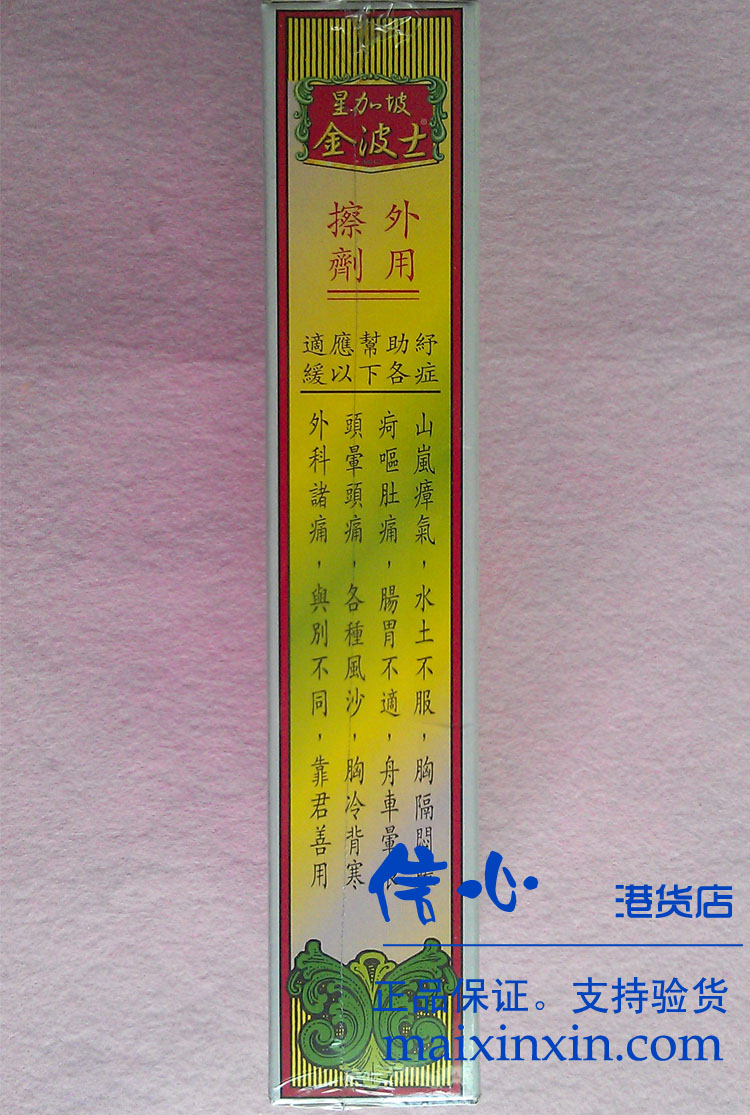 星加坡
金波士®
外用
擦劑
適應幫助紓
緩以下各症
山嵐瘴氣，水土不服，胸隔悶
疴嘔肚痛，腸胃不適，舟車暈
頭暈頭痛，各種風沙，胸冷背寒
外科諸痛，與別不同，靠君善用
信心 港货店
正品保证。支持验货
maixinxin.com